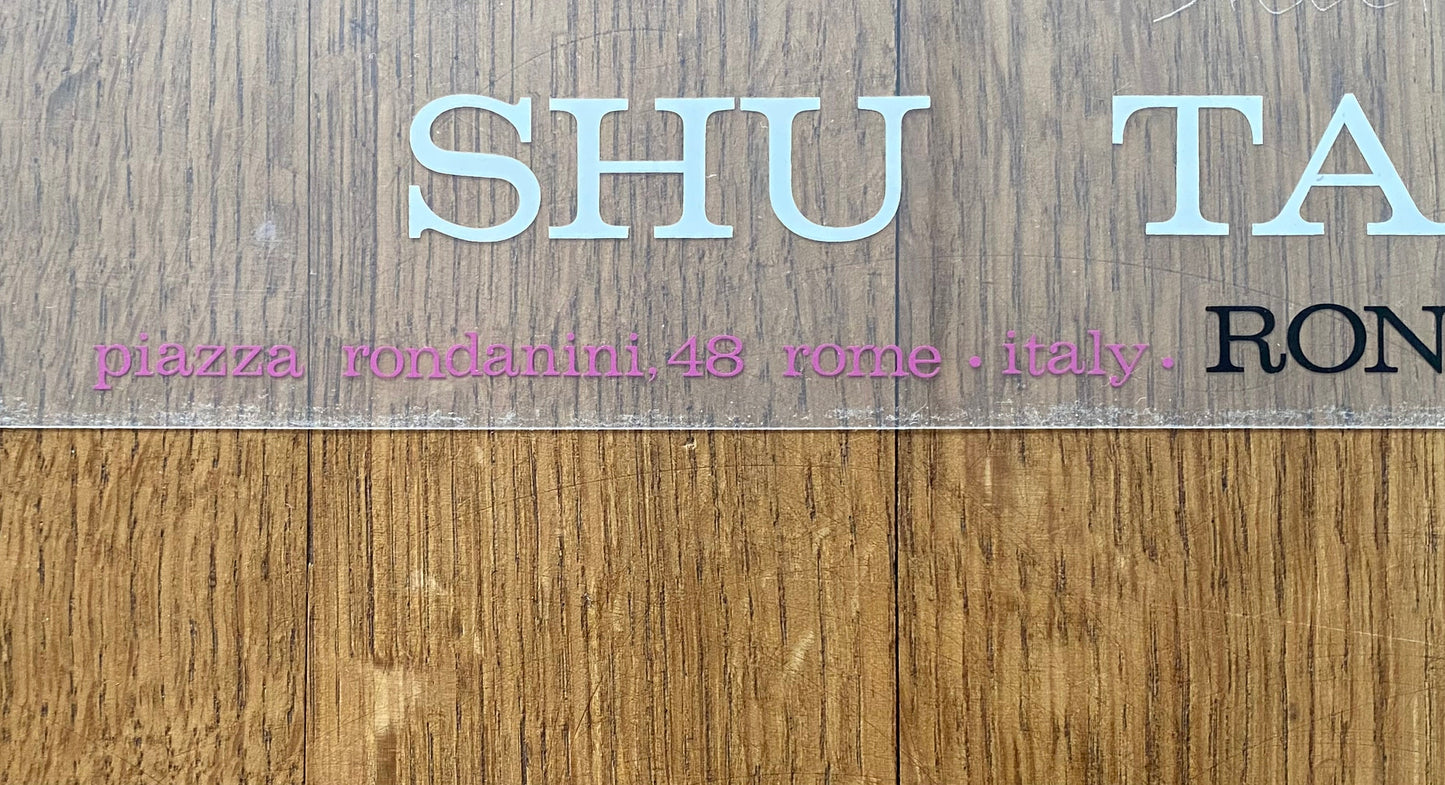 SHU TA
piazza rondanini, 48 rome • italy • RON